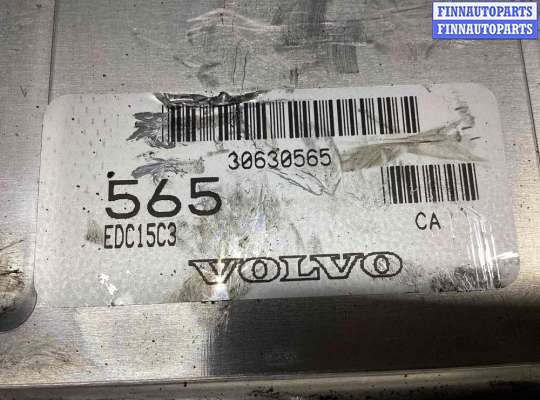 FINNAUTOPARTS
FINNAUTOPARTS
30630565
565
EDC15C3
CA
VOLVO